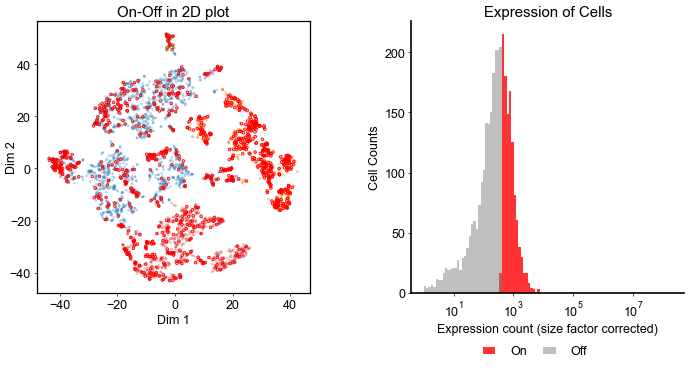 On-Off in 2D plot
Dim 2
40
20
0
−20
−40
−40 −20 0 20 40
Dim 1
Expression of Cells
Cell Counts
200
150
100
50
0
10^1 10^3 10^5 10^7
Expression count (size factor corrected)
On Off